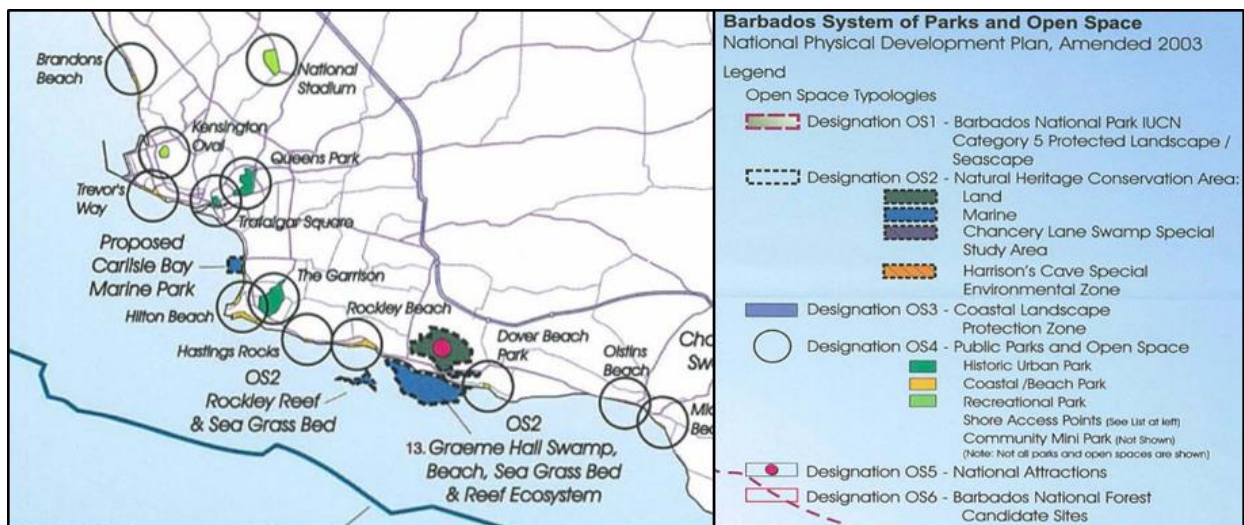 Brandons
Beach
National
Stadium
Kensington
Oval
Queens Park
Trevor's
Way
Trafalgar Square
Proposed
Carlisle Bay
Marine Park
The Garrison
Hilton Beach
Rockley Beach
Hastings Rocks
Dover Beach
Park
Oistins
Beach
Cha
Sw
OS2
Rockley Reef
& Sea Grass Bed
OS2
13. Graeme Hall Swamp,
Beach, Sea Grass Bed
& Reef Ecosystem
Be
Barbados System of Parks and Open Space
National Physical Development Plan, Amended 2003
Legend
Open Space Typologies
Designation OS1 - Barbados National Park IUCN
Category 5 Protected Landscape /
Seascape
Designation OS2 - Natural Heritage Conservation Area:
Land
Marine
Chancery Lane Swamp Special
Study Area
Harrison's Cave Special
Environmental Zone
Designation OS3 - Coastal Landscape
Protection Zone
Designation OS4 - Public Parks and Open Space
Historic Urban Park
Coastal /Beach Park
Recreational Park
Shore Access Points (See List at left)
Community Mini Park (Not Shown)
(Note: Not all parks and open spaces are shown)
Designation OS5 - National Attractions
Designation OS6 - Barbados National Forest
Candidate Sites